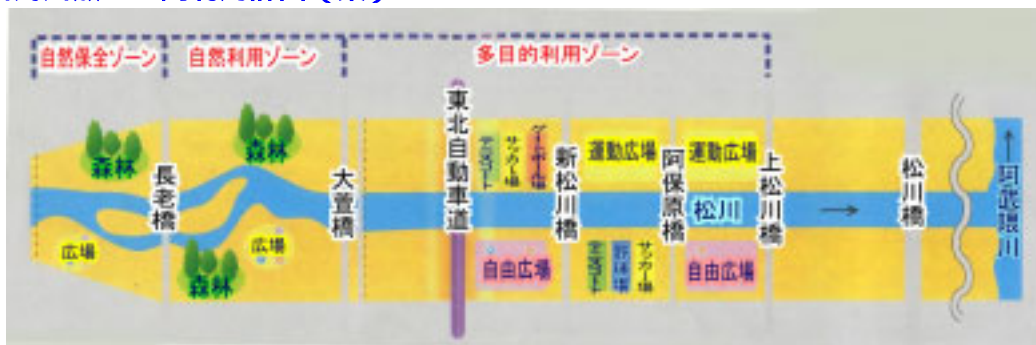 自然保全ゾーン
自然利用ゾーン
多目的利用ゾーン
森林
長老橋
森林
大萱橋
東北自動車道
テニスコート
サッカー場
ゲートボール場
新松川橋
運動広場
阿保原橋
運動広場
上松川橋
松川橋
阿武隈川
松川
広場
森林
広場
自由広場
テニスコート
野球場
サッカー場
自由広場